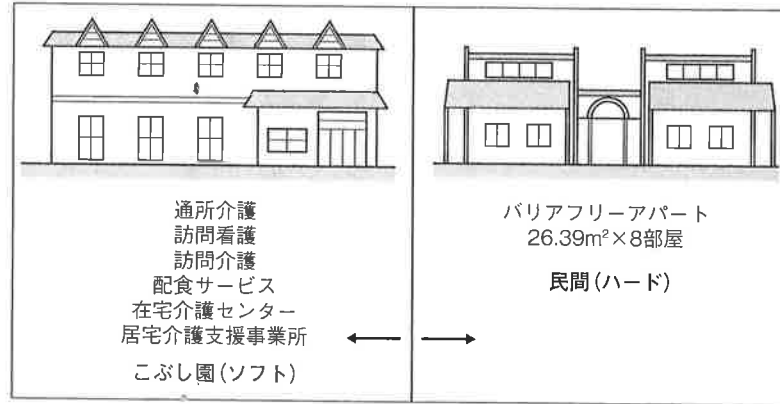 通所介護
訪問看護
訪問介護
配食サービス
在宅介護センター
居宅介護支援事業所
こぶし園(ソフト)
バリアフリーアパート
26.39m²×8部屋
民間(ハード)